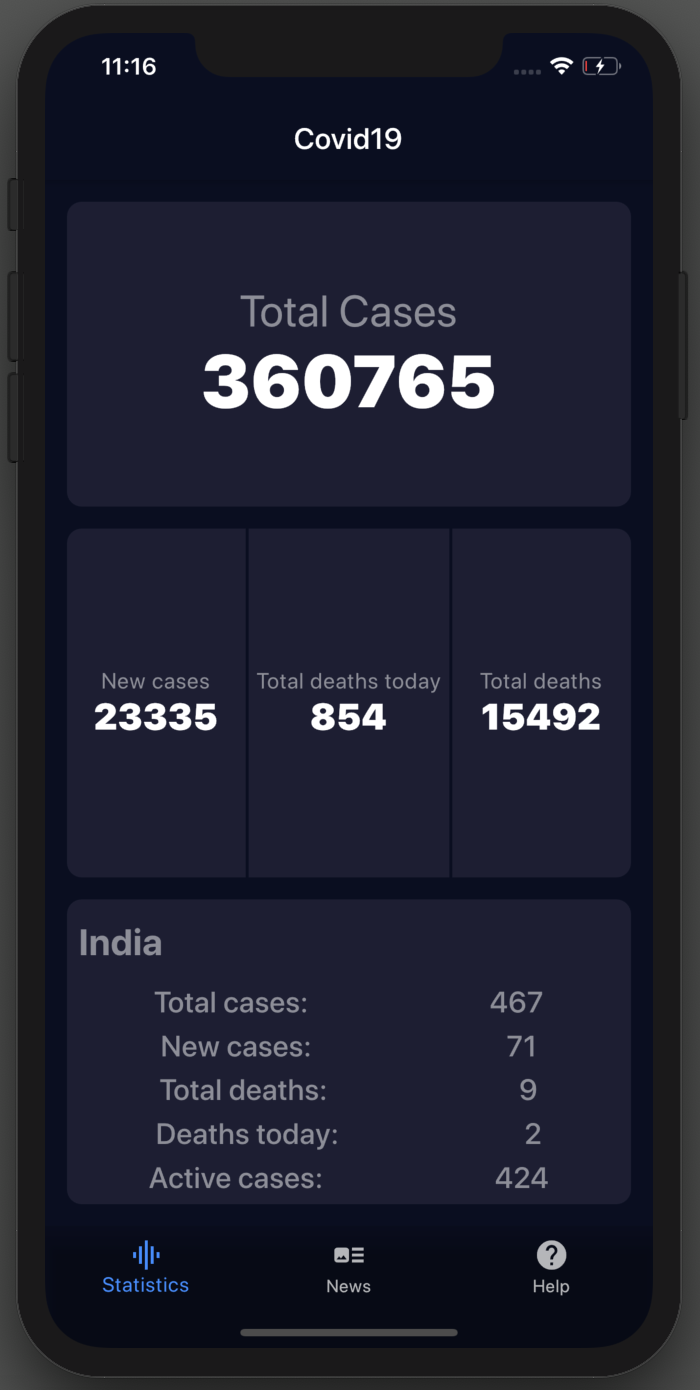 11:16
Covid19
Total Cases
360765
New cases Total deaths today Total deaths
23335 854 15492
India
Total cases: 467
New cases: 71
Total deaths: 9
Deaths today: 2
Active cases: 424
Statistics News Help